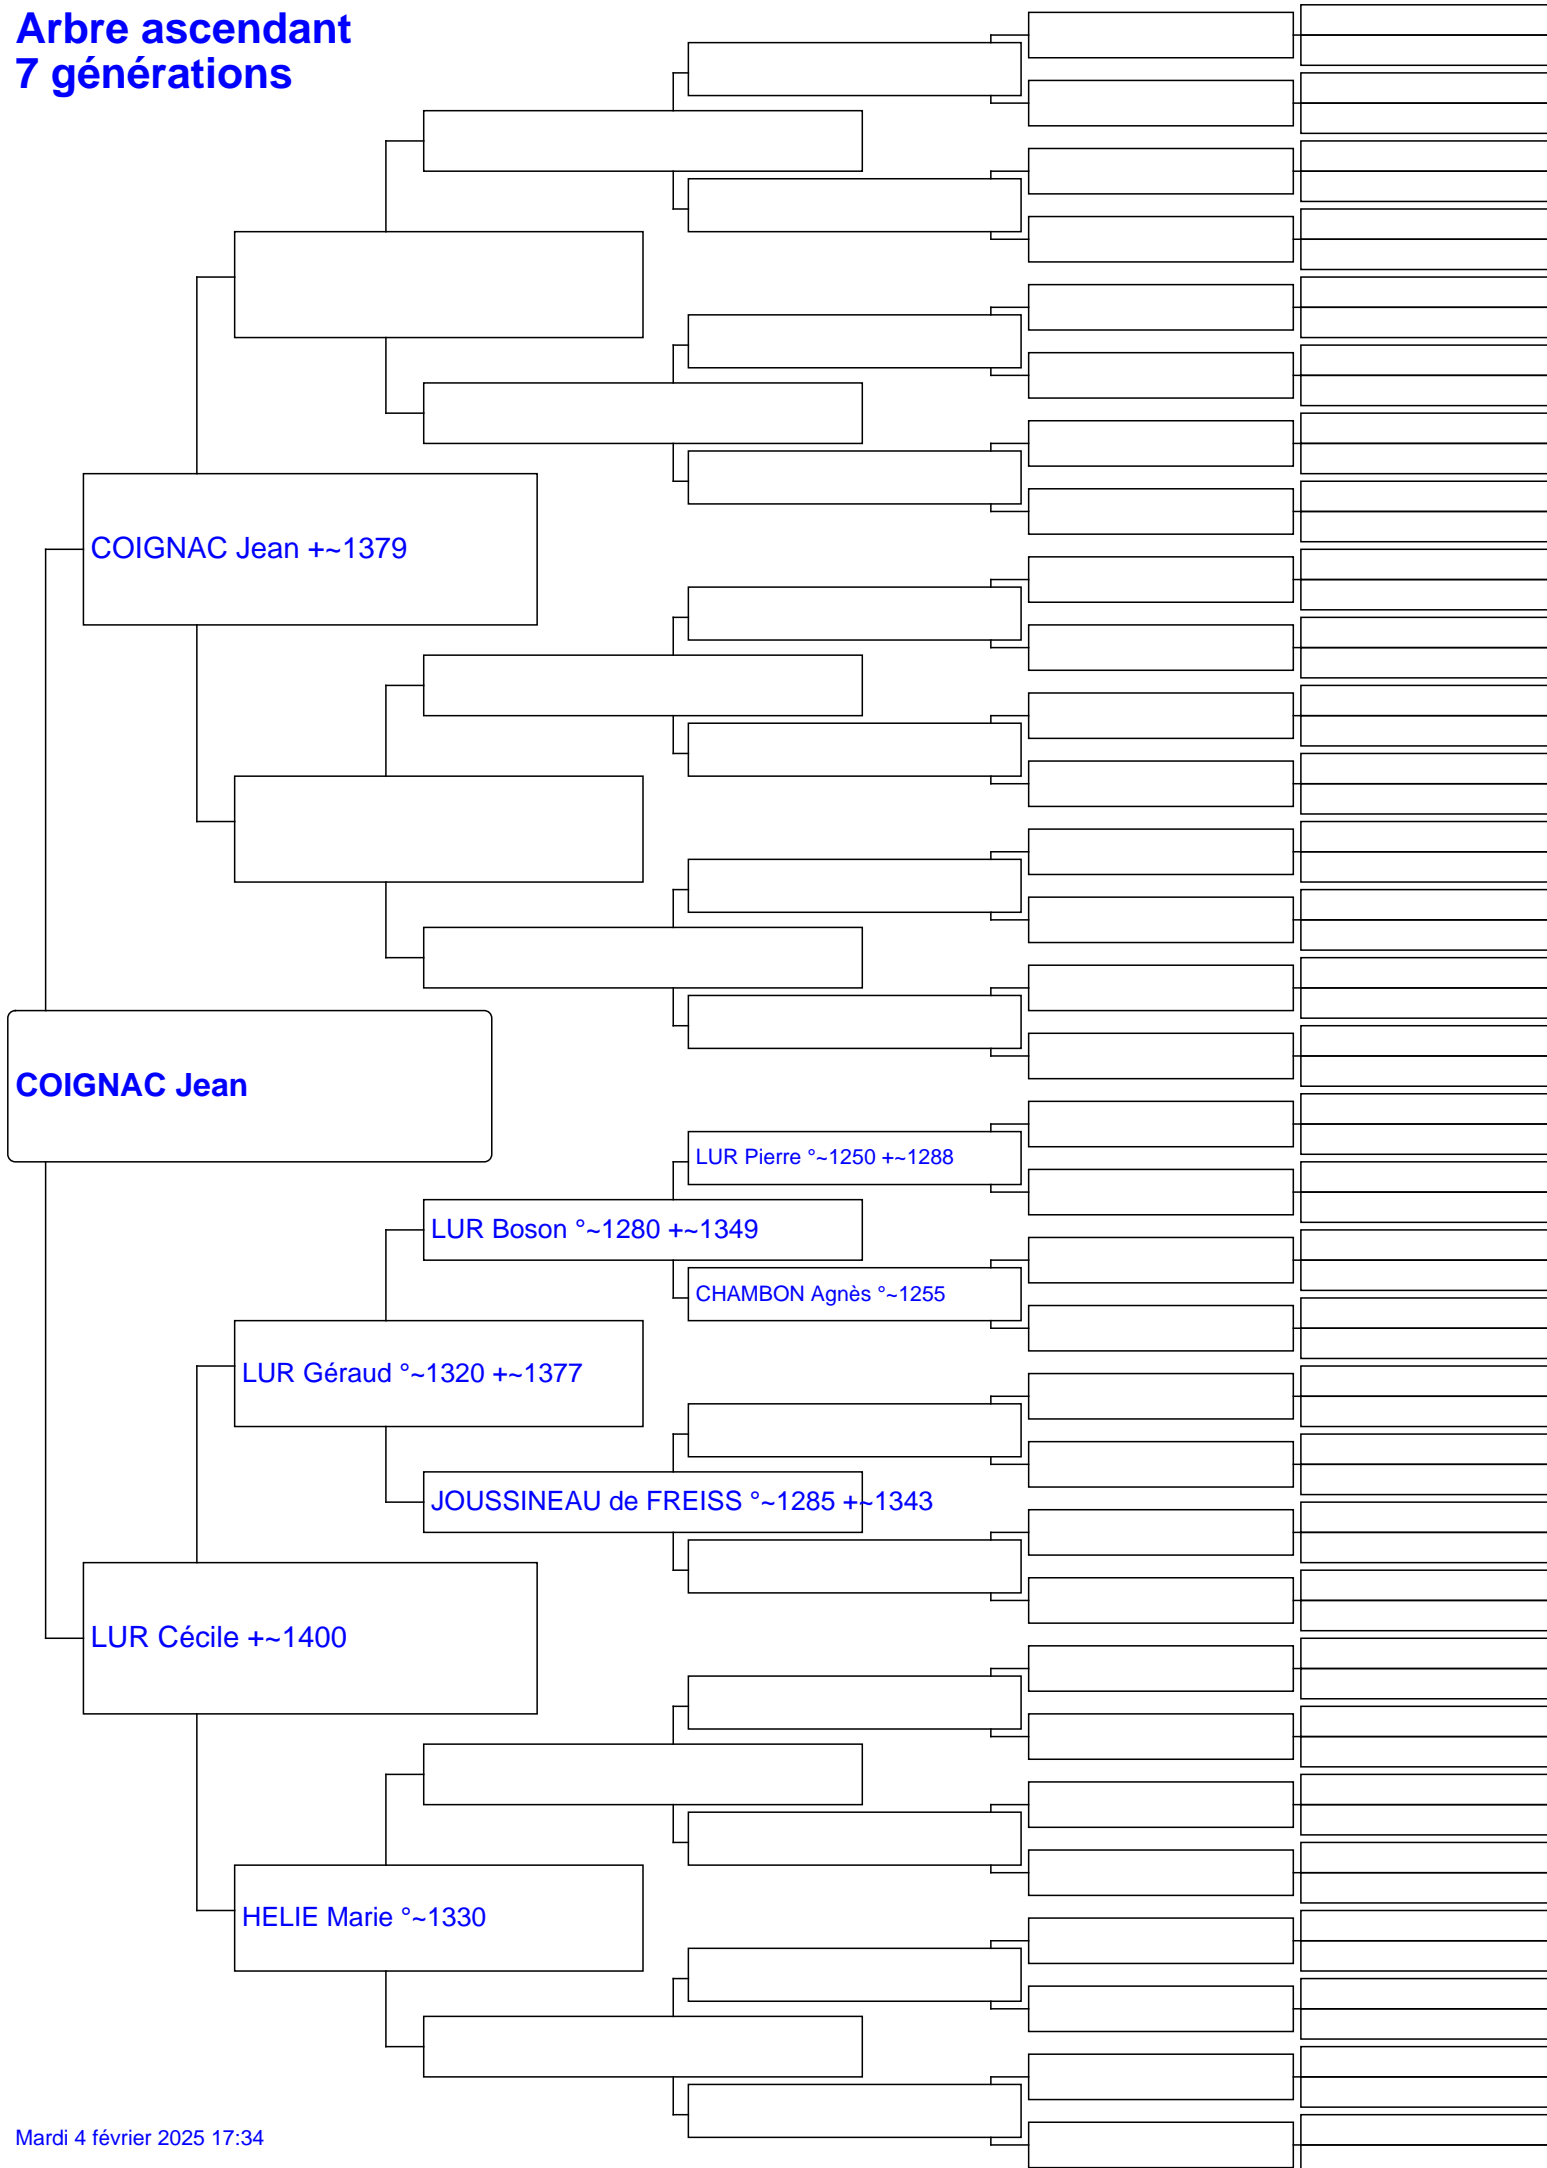 Arbre ascendant
7 générations
COIGNAC Jean +~1379
COIGNAC Jean
LUR Pierre °~1250 +~1288
LUR Boson °~1280 +~1349
CHAMBON Agnès °~1255
LUR Géraud °~1320 +~1377
JOUSSINEAU de FREISS °~1285 +~1343
LUR Cécile +~1400
HELIE Marie °~1330
Mardi 4 février 2025 17:34